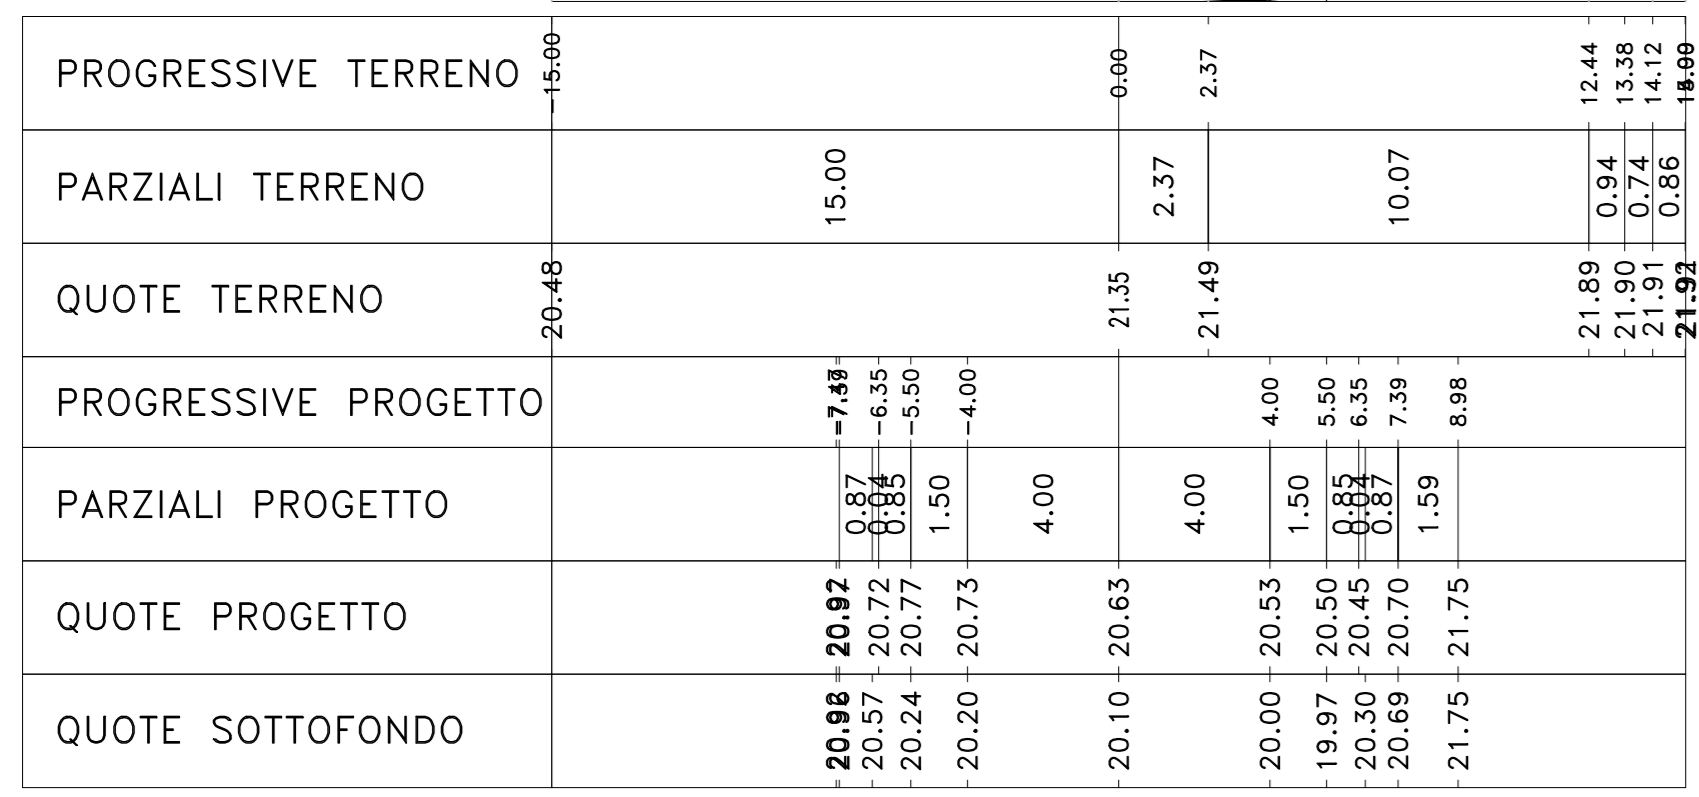 PROGRESSIVE TERRENO -15.00 0.00 2.37 12.44 13.38 14.12
PARZIALI TERRENO 15.00 2.37 10.07 0.94 0.74 0.86
QUOTE TERRENO 20.48 21.35 21.49 21.89 21.90 21.91
PROGRESSIVE PROGETTO -6.35 -5.50 -4.00 4.00 5.50 6.35 7.39 8.98
PARZIALI PROGETTO 0.87 0.04 0.85 1.50 4.00 4.00 1.50 0.85 0.04 0.87 1.59
QUOTE PROGETTO 20.72 20.77 20.73 20.63 20.53 20.50 20.45 20.70 21.75
QUOTE SOTTOFONDO 20.57 20.24 20.20 20.10 20.00 19.97 20.30 20.69 21.75